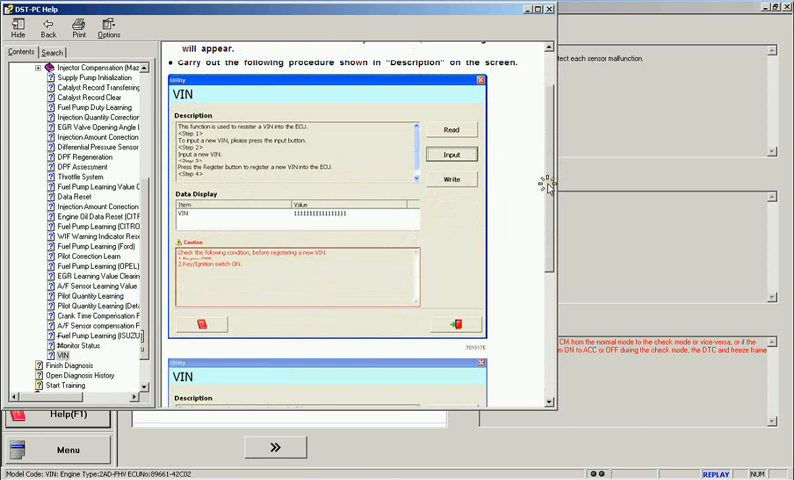 DST-PC Help
Hide
Back
Print
Options
Contents
Search
Injector Compensation (Maz
Supply Pump Initialization
Catalyst Record Transferring
Catalyst Record Clear
Fuel Pump Duty Learning
Injection Quantity Correction
EGR Valve Opening Angle L
Injection Amount Correction
Differential Pressure Sensor
DPF Regeneration
DPF Assessment
Throttle System
Fuel Pump Learning Value C
Data Reset
Injection Amount Correction
Engine Oil Data Reset (CITR
Fuel Pump Learning (CITRO
WIF Warning Indicator Rese
Fuel Pump Learning (Ford)
Pilot Correction Learn
Fuel Pump Learning (OPEL)
EGR Learning Value Clearin
A/F Sensor Learning Value
Pilot Quantity Learning
Pilot Quantity Learning (Deta
Crank Time Compensation F
A/F Sensor compensation F
Fuel Pump Learning (ISUZU
Monitor Status
VIN
Finish Diagnosis
Open Diagnosis History
Start Training
will appear.
• Carry out the following procedure shown in "Description" on the screen.
Utility
VIN
Description
This function is used to resister a VIN into the ECU.
<Step 1>
To input a new VIN, please press the input button.
<Step 2>
Input a new VIN.
<Step 3>
Press the Register button to register a new VIN into the ECU.
<Step 4>
Read
Input
Write
Data Display
Item Value
VIN 11111111111111111
Caution
Check the following condition, before registering a new VIN.
2.Key/Ignition switch ON.
Utility
VIN
Description
tect each sensor malfunction.
CM from the normal mode to the check mode or vice-versa, or if the
m ON to ACC or OFF during the check mode, the DTC and freeze frame
Help(F1)
Menu
»
Model Code: VIN: Engine Type:2AD-FHV ECUNo:89661-42C02
REPLAY
NUM